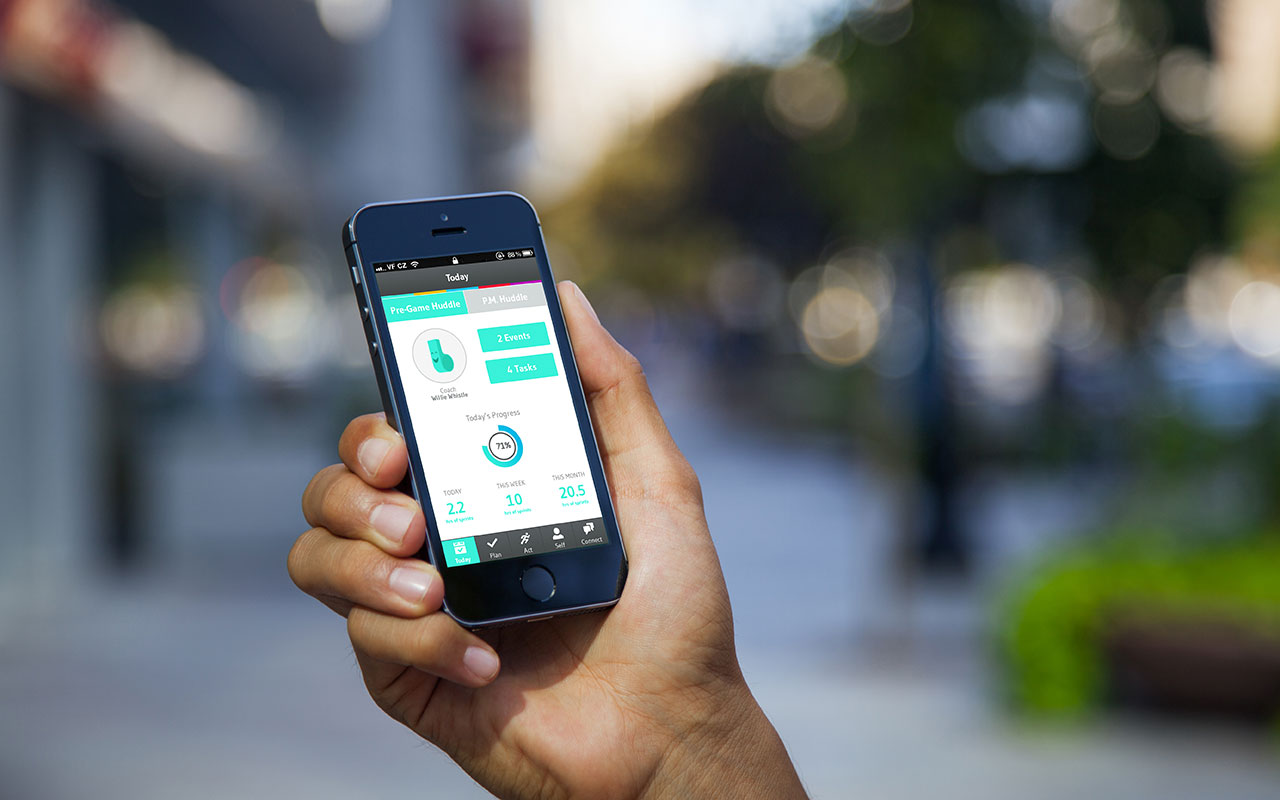 VF CZ 88%
Today
Pre-Game Huddle P.M. Huddle
2 Events
4 Tasks
Coach
Willie Whistle
Today's Progress
71%
TODAY THIS WEEK THIS MONTH
2.2 10 20.5
hrs of sprints hrs of sprints hrs of sprints
Today Plan Act Self Connect